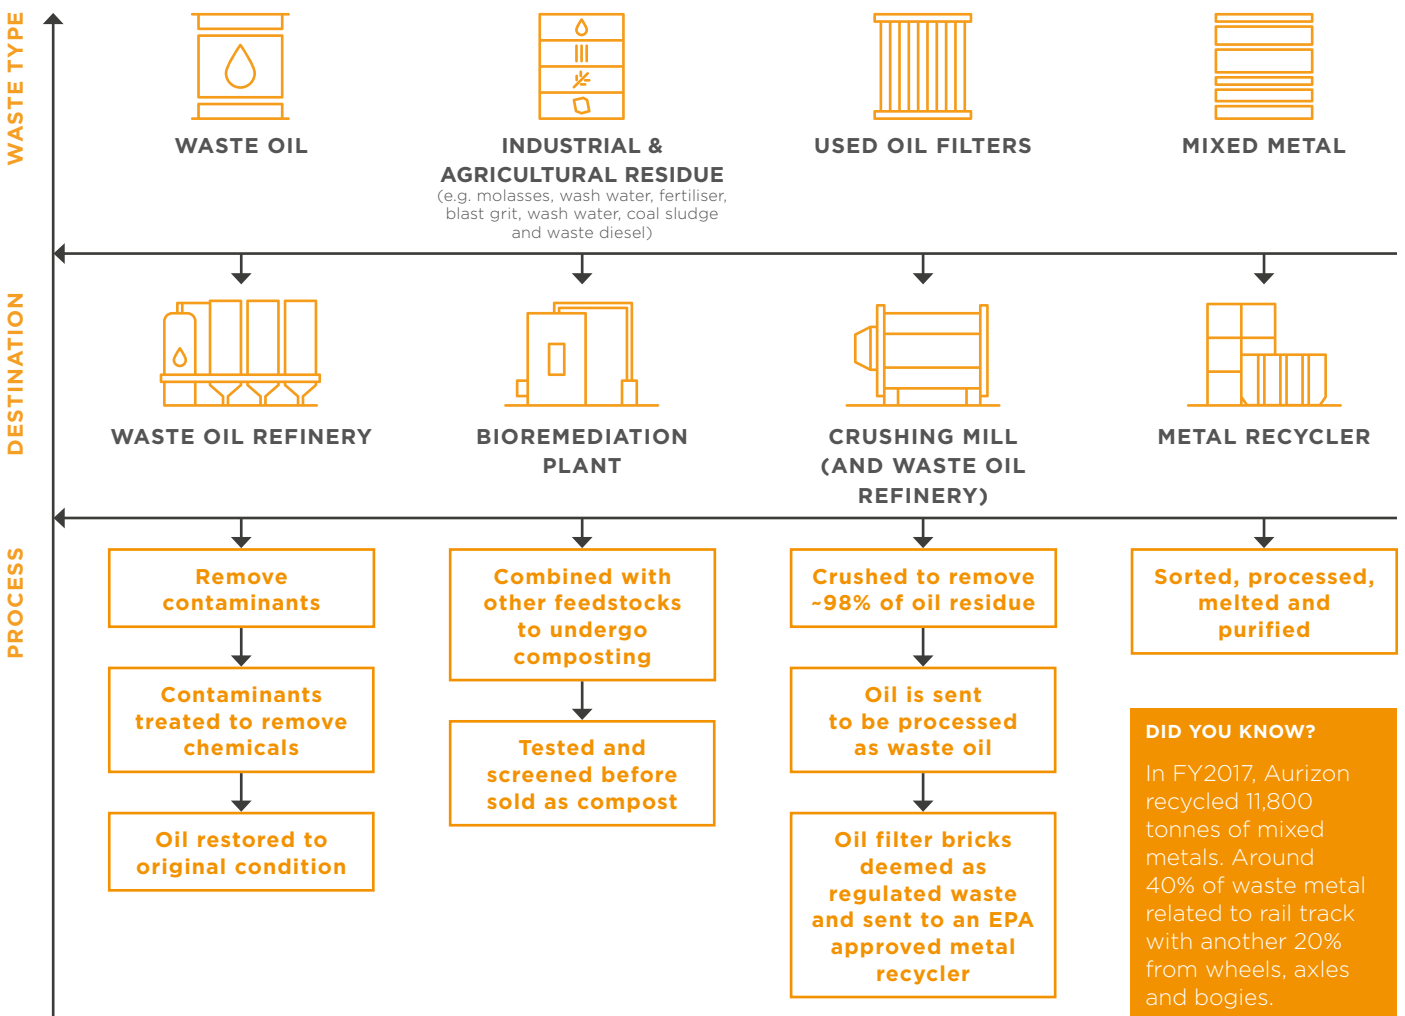 WASTE TYPE
WASTE OIL
INDUSTRIAL &
AGRICULTURAL RESIDUE
(e.g. molasses, wash water, fertiliser,
blast grit, wash water, coal sludge
and waste diesel)
USED OIL FILTERS
MIXED METAL
DESTINATION
WASTE OIL REFINERY
BIOREMEDIATION
PLANT
CRUSHING MILL
(AND WASTE OIL
REFINERY)
METAL RECYCLER
PROCESS
Remove
contaminants
Contaminants
treated to remove
chemicals
Oil restored to
original condition
Combined with
other feedstocks
to undergo
composting
Tested and
screened before
sold as compost
Crushed to remove
~98% of oil residue
Oil is sent
to be processed
as waste oil
Oil filter bricks
deemed as
regulated waste
and sent to an EPA
approved metal
recycler
Sorted, processed,
melted and
purified
DID YOU KNOW?
In FY2017, Aurizon
recycled 11,800
tonnes of mixed
metals. Around
40% of waste metal
related to rail track
with another 20%
from wheels, axles
and bogies.